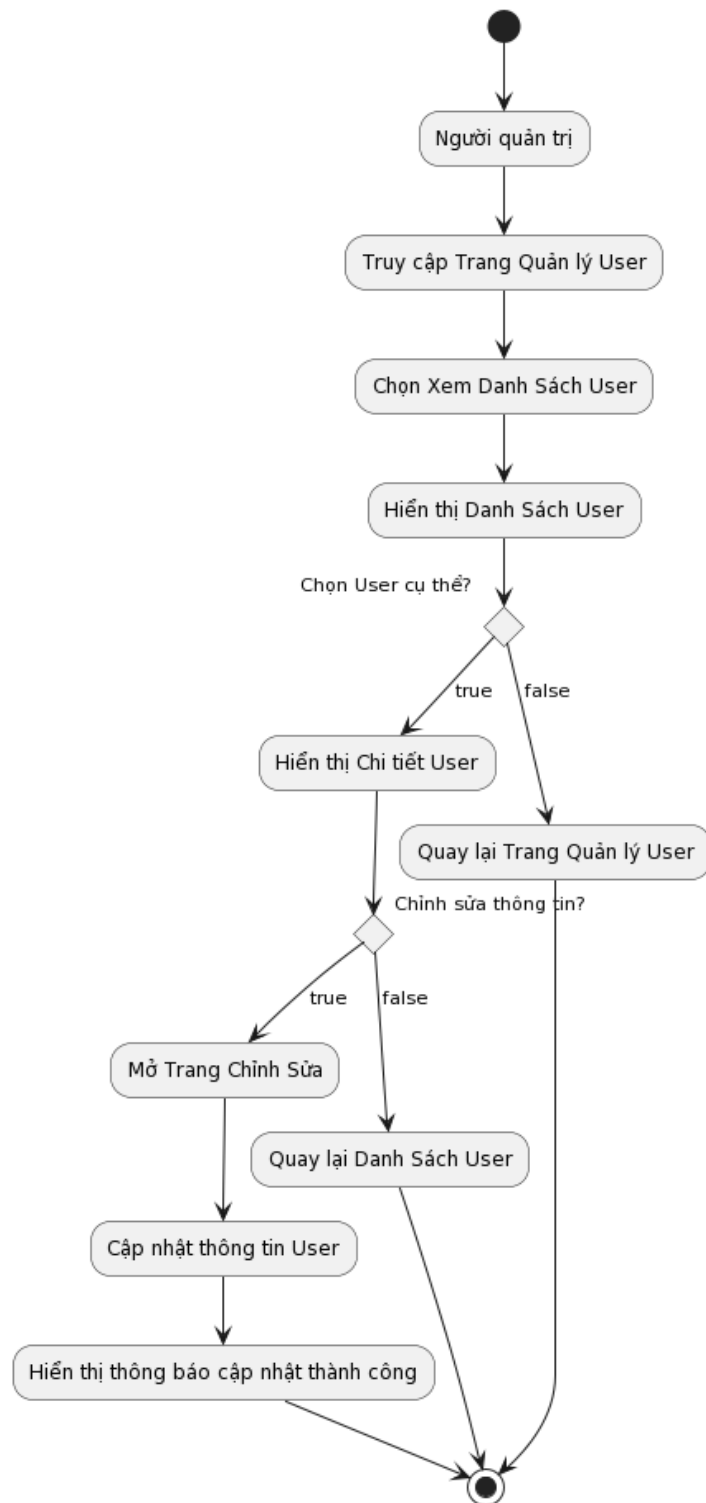 Người quản trị
Truy cập Trang Quản lý User
Chọn Xem Danh Sách User
Hiển thị Danh Sách User
Chọn User cụ thể?
true
false
Hiển thị Chi tiết User
Quay lại Trang Quản lý User
Chỉnh sửa thông tin?
true
false
Mở Trang Chỉnh Sửa
Quay lại Danh Sách User
Cập nhật thông tin User
Hiển thị thông báo cập nhật thành công